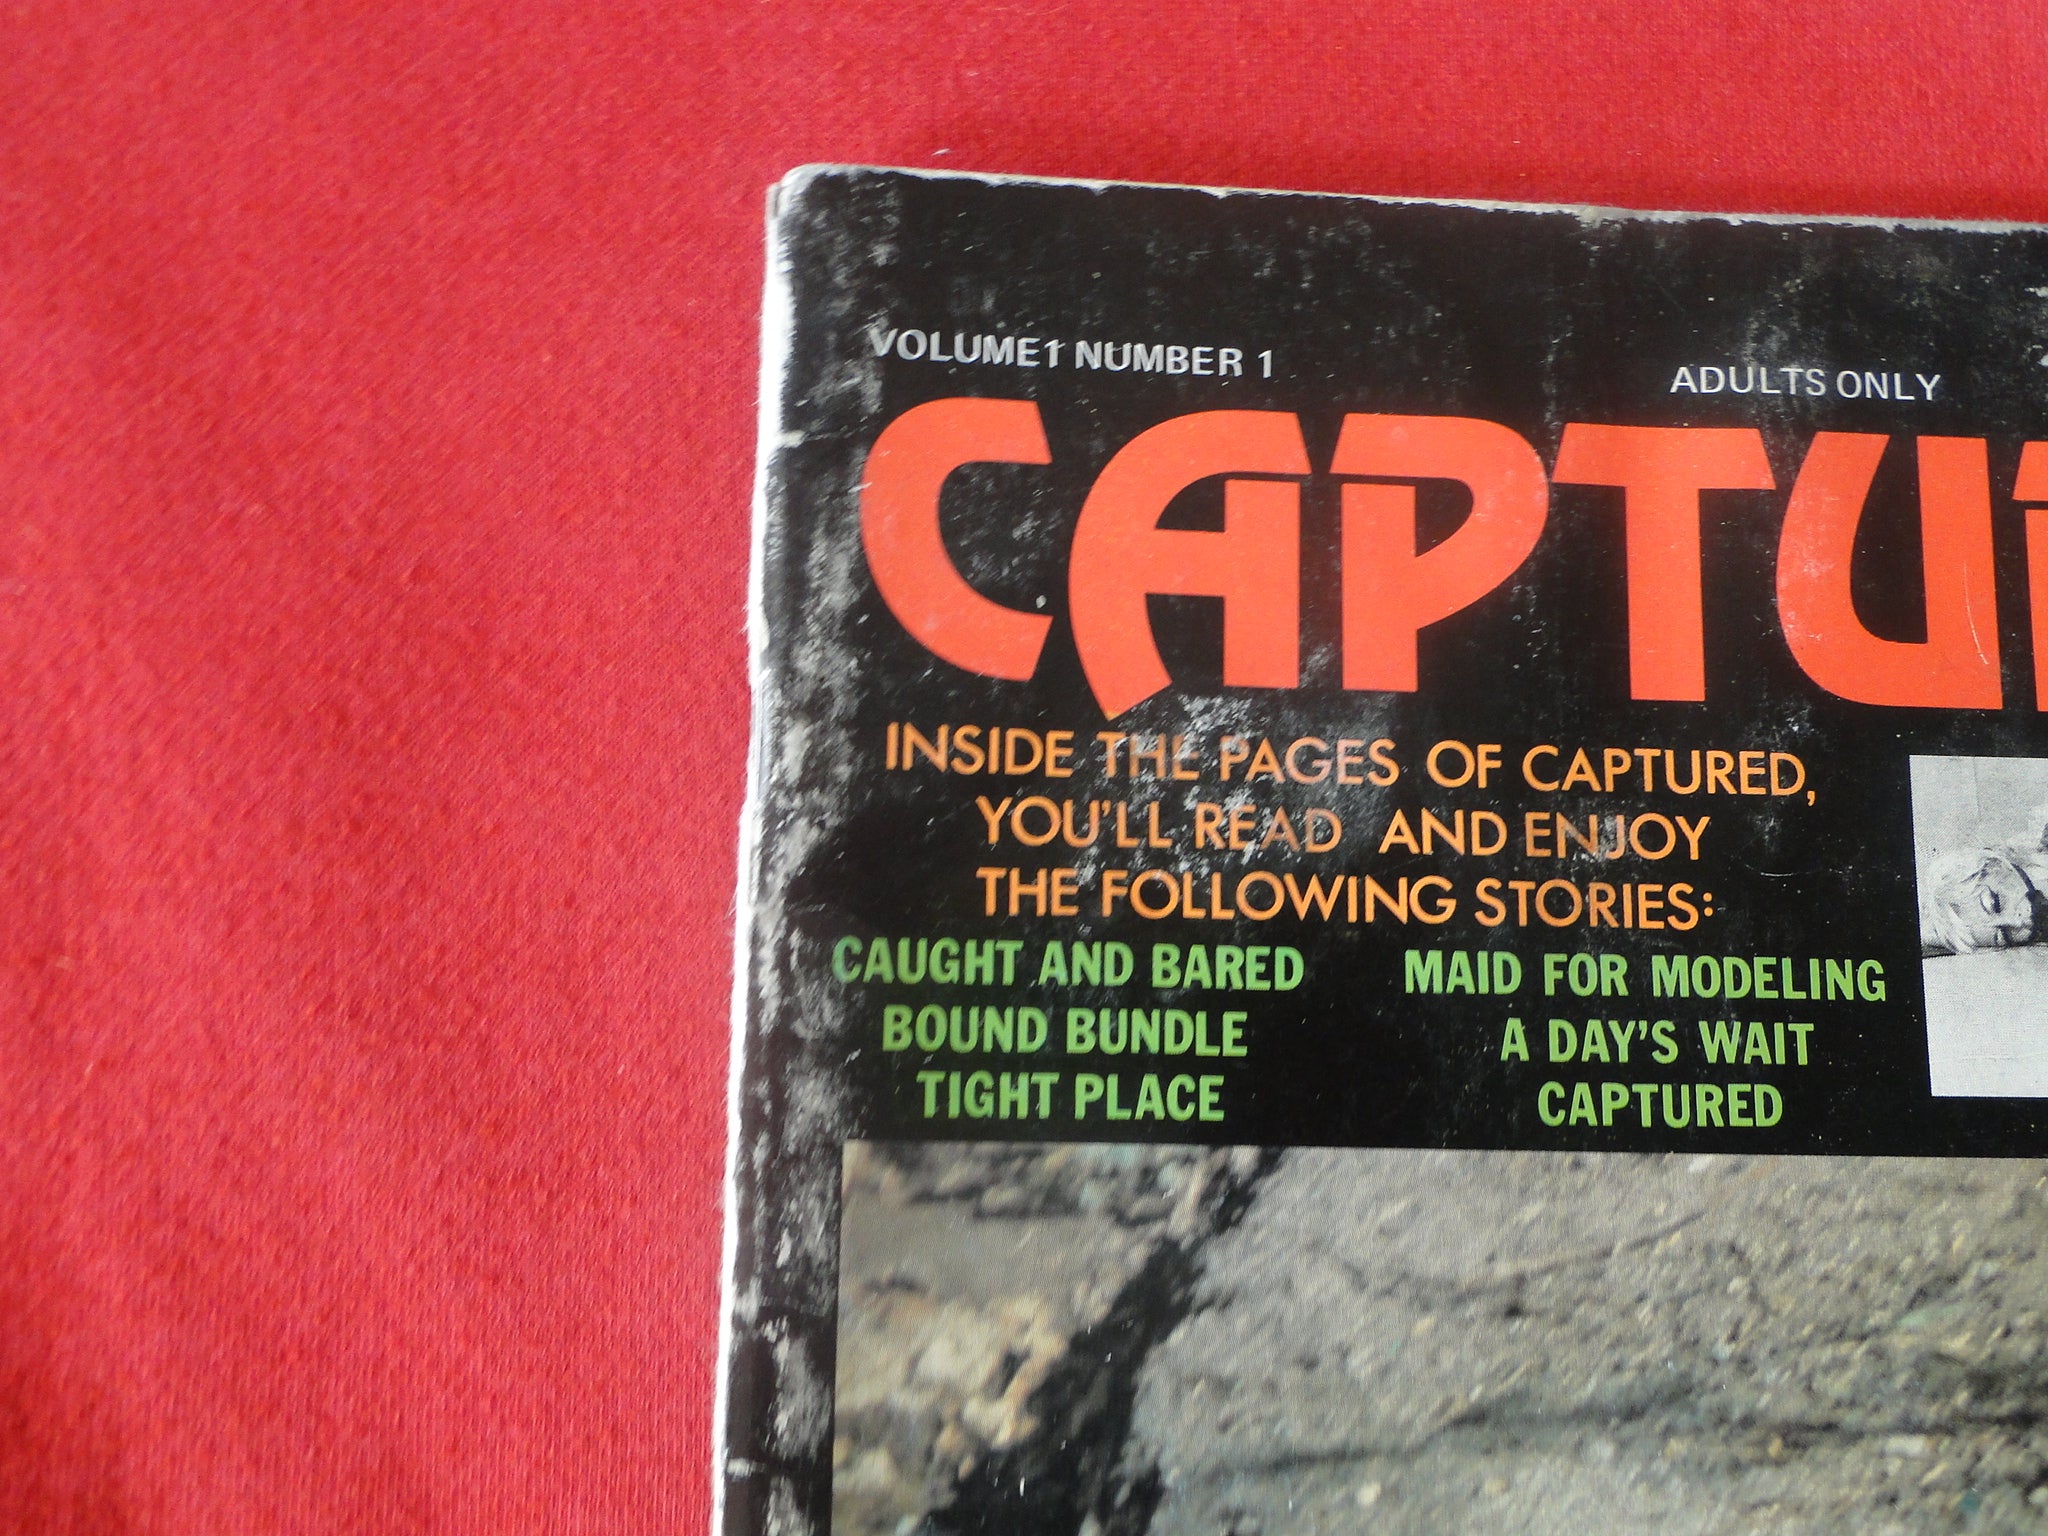 VOLUME1 NUMBER 1
ADULTS ONLY
INSIDE THE PAGES OF CAPTURED,
YOU'LL READ AND ENJOY
THE FOLLOWING STORIES:
CAUGHT AND BARED
BOUND BUNDLE
TIGHT PLACE
MAID FOR MODELING
A DAY'S WAIT
CAPTURED